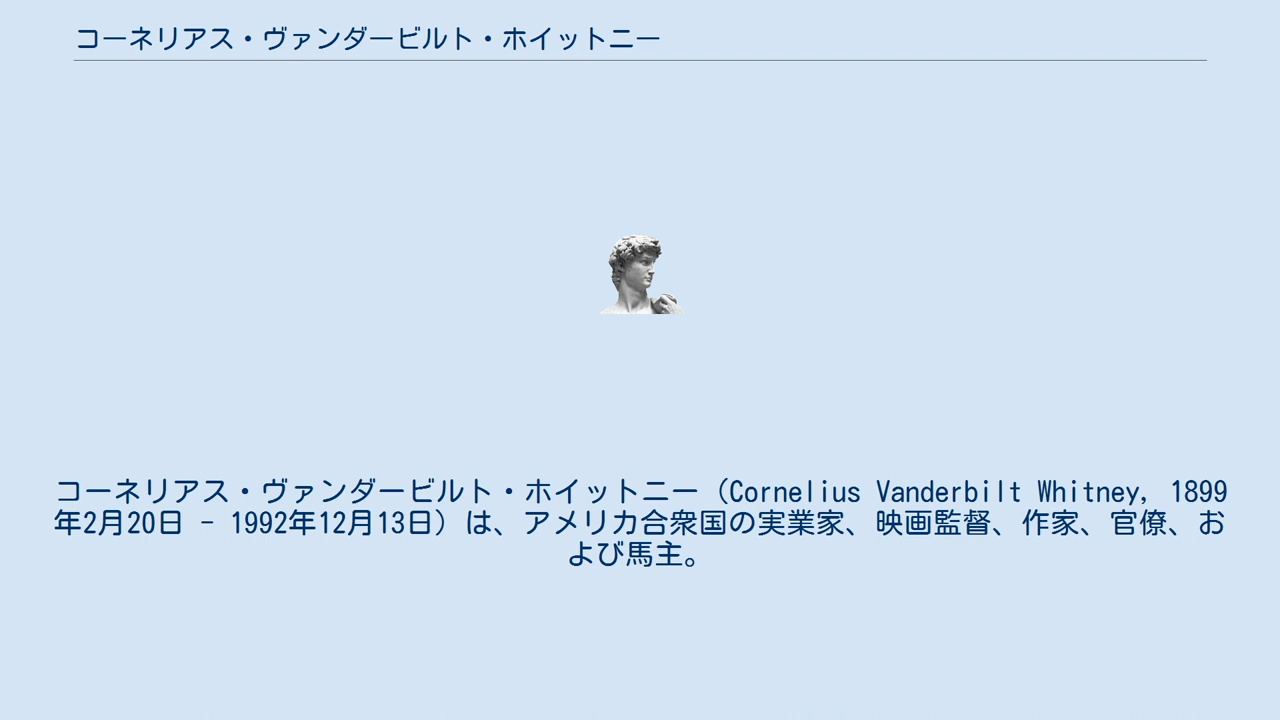 コーネリアス・ヴァンダービルト・ホイットニー
コーネリアス・ヴァンダービルト・ホイットニー（Cornelius Vanderbilt Whitney, 1899
年2月20日 - 1992年12月13日）は、アメリカ合衆国の実業家、映画監督、作家、官僚、お
よび馬主。